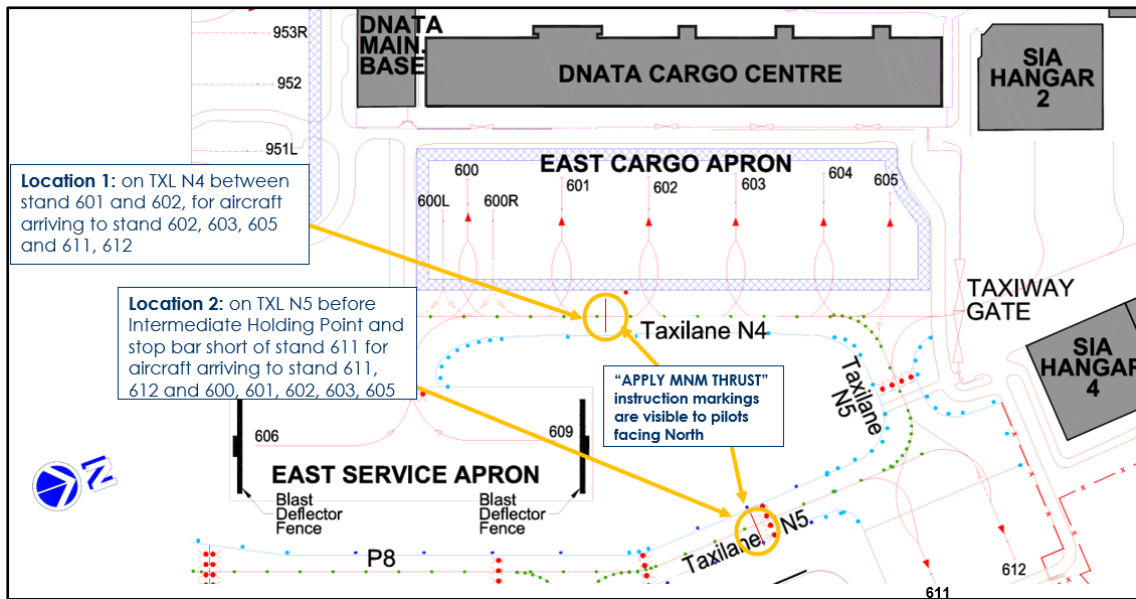 DNATA
MAIN.
BASE
DNATA CARGO CENTRE
SIA
HANGAR
2
953R
952
951L
EAST CARGO APRON
600
601
602
603
604
605
600L
600R
Location 1: on TXL N4 between
stand 601 and 602, for aircraft
arriving to stand 602, 603, 605
and 611, 612
Location 2: on TXL N5 before
Intermediate Holding Point and
stop bar short of stand 611 for
aircraft arriving to stand 611,
612 and 600, 601, 602, 603, 605
Taxilane N4
TAXIWAY
GATE
SIA
HANGAR
4
Taxilane
N5
“APPLY MNM THRUST”
instruction markings
are visible to pilots
facing North
606
609
EAST SERVICE APRON
Blast
Deflector
Fence
Blast
Deflector
Fence
N
P8
Taxilane N5
612
611